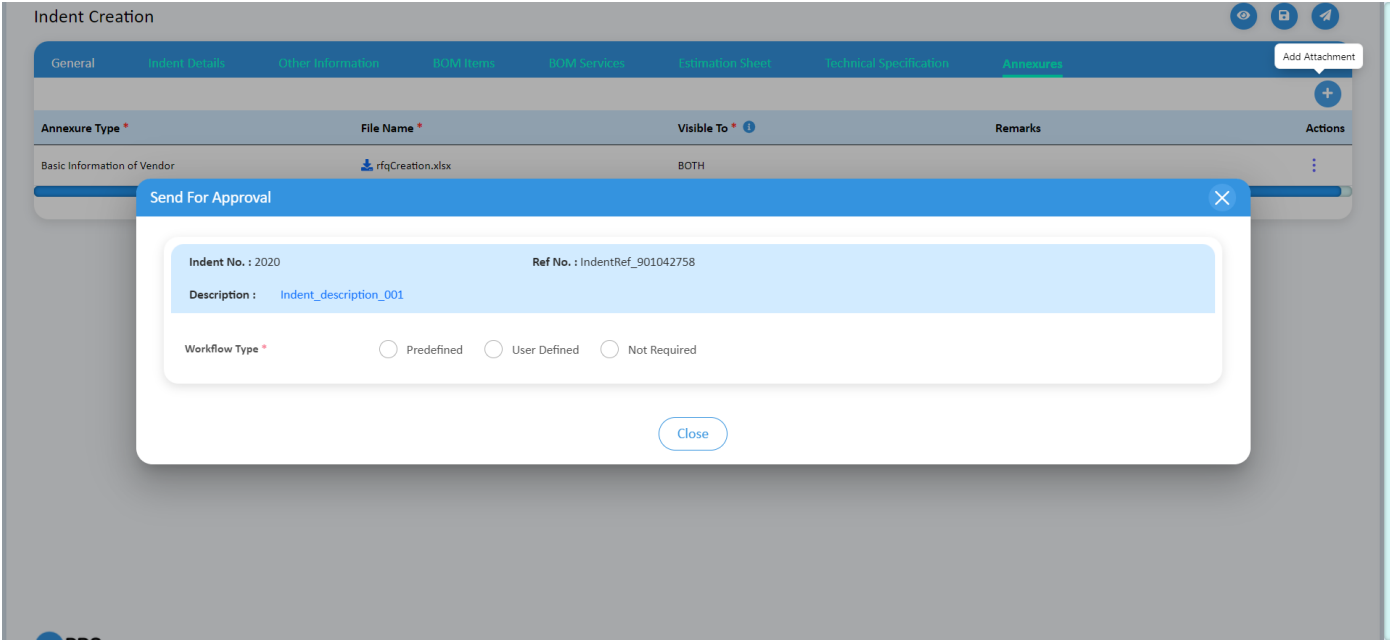 Indent Creation
General Indent Details Other Information BOM Items BOM Services Estimation Sheet Technical Specification Annexures
Add Attachment
Annexure Type * File Name * Visible To * Remarks Actions
Basic Information of Vendor rfqCreation.xlsx BOTH
Send For Approval
Indent No. : 2020 Ref No. : IndentRef_901042758
Description : Indent_description_001
Workflow Type * Predefined User Defined Not Required
Close